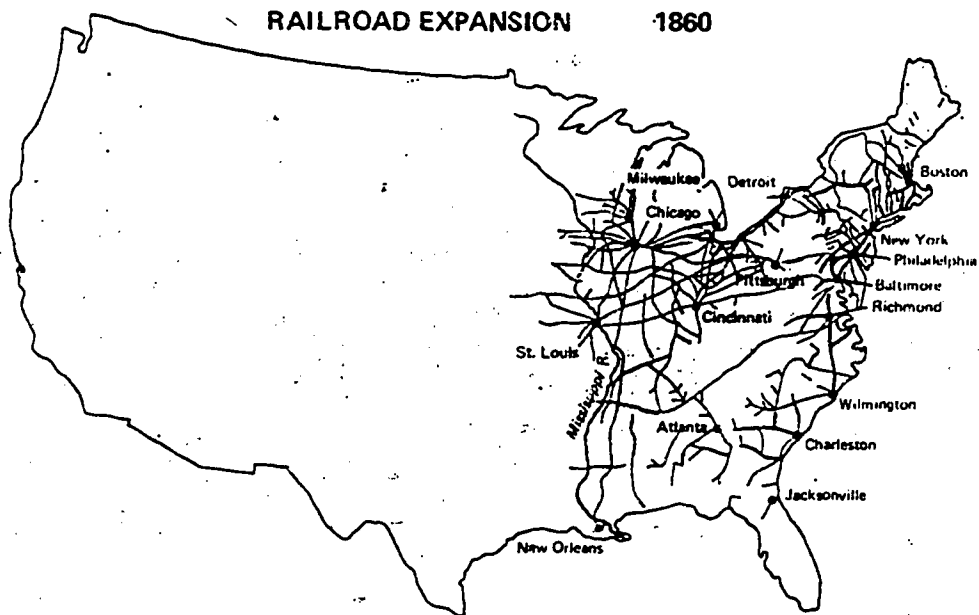 RAILROAD EXPANSION 1860
Milwaukee
Detroit
Boston
Chicago
New York
Philadelphia
Pittsburgh
Baltimore
Richmond
Cincinnati
St. Louis
Mississippi R.
Wilmington
Atlanta
Charleston
Jacksonville
New Orleans